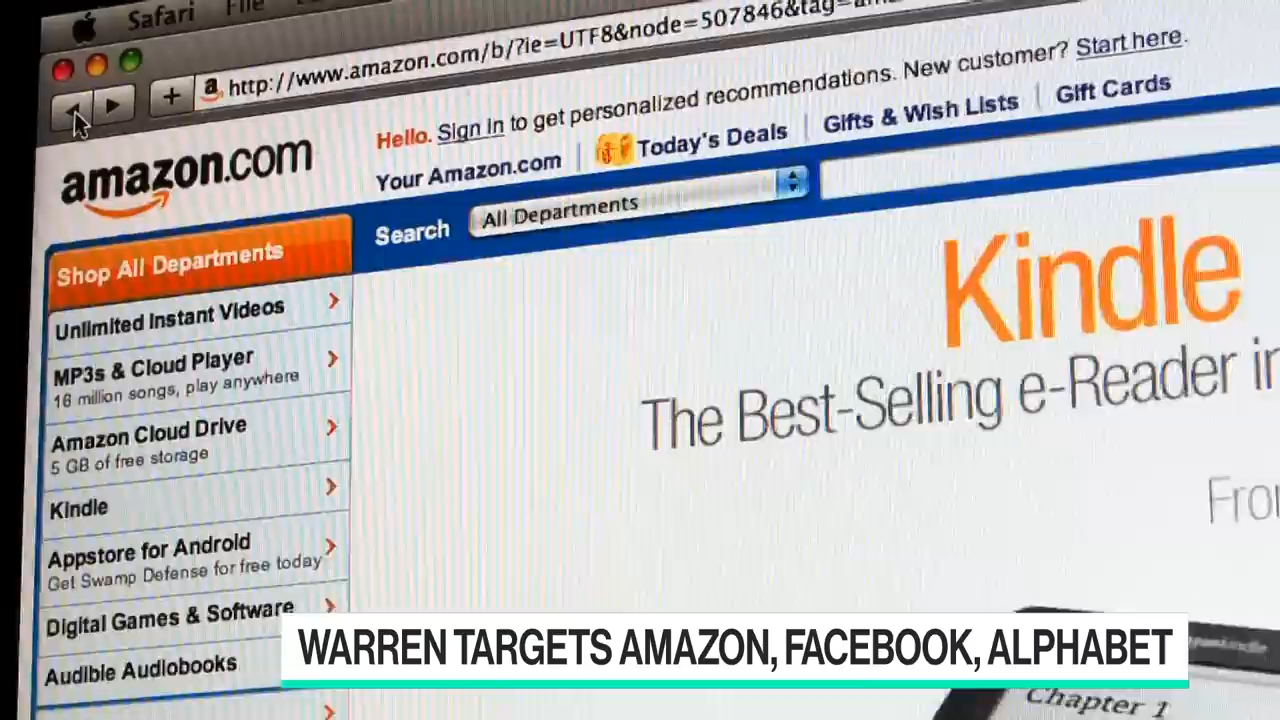 Safari File
http://www.amazon.com/b/?ie=UTF8&node=507846&tag=
amazon.com
Hello. Sign In to get personalized recommendations. New customer? Start here.
Your Amazon.com | Today's Deals | Gifts & Wish Lists | Gift Cards
Search All Departments
Shop All Departments
Unlimited Instant Videos
MP3s & Cloud Player
16 million songs, play anywhere
Amazon Cloud Drive
5 GB of free storage
Kindle
Appstore for Android
Get Swamp Defense for free today
Digital Games & Software
Audible Audiobooks
Kindle
The Best-Selling e-Reader in
Fro
Chapter 1
WARREN TARGETS AMAZON, FACEBOOK, ALPHABET